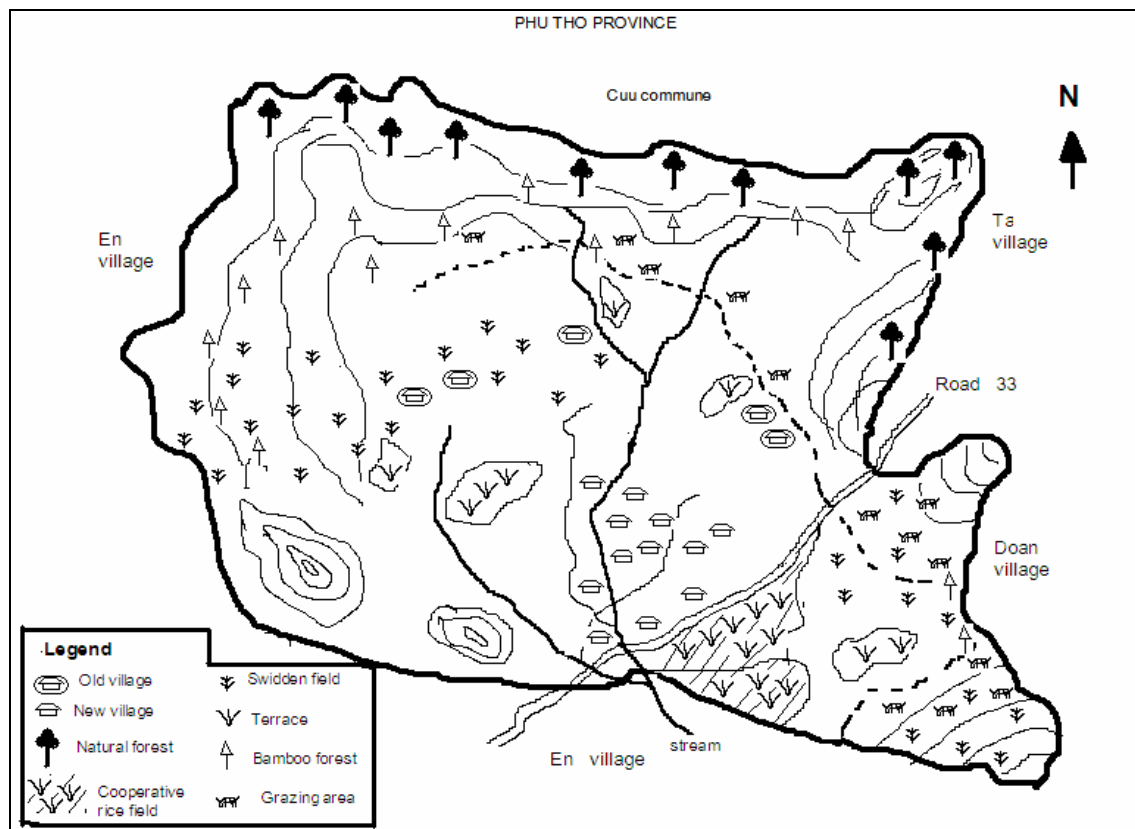 PHU THO PROVINCE
Cuu commune
N
En
village
Ta
village
Road 33
Doan
village
Legend
Old village
New village
Natural forest
Cooperative
rice field
Swidden field
Terrace
Bamboo forest
Grazing area
En village
stream